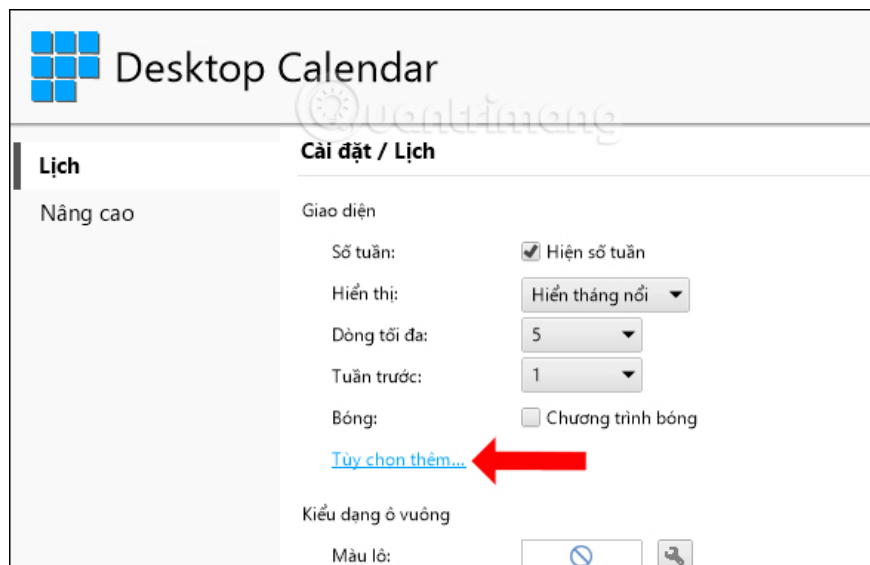 Desktop Calendar
Quantrimang
Lịch
Nâng cao
Cài đặt / Lịch
Giao diện
Số tuần:
Hiện số tuần
Hiển thị:
Hiển tháng nổi
Dòng tối đa:
5
Tuần trước:
1
Bóng:
Chương trình bóng
Tùy chọn thêm...
Kiểu dạng ô vuông
Màu lô: